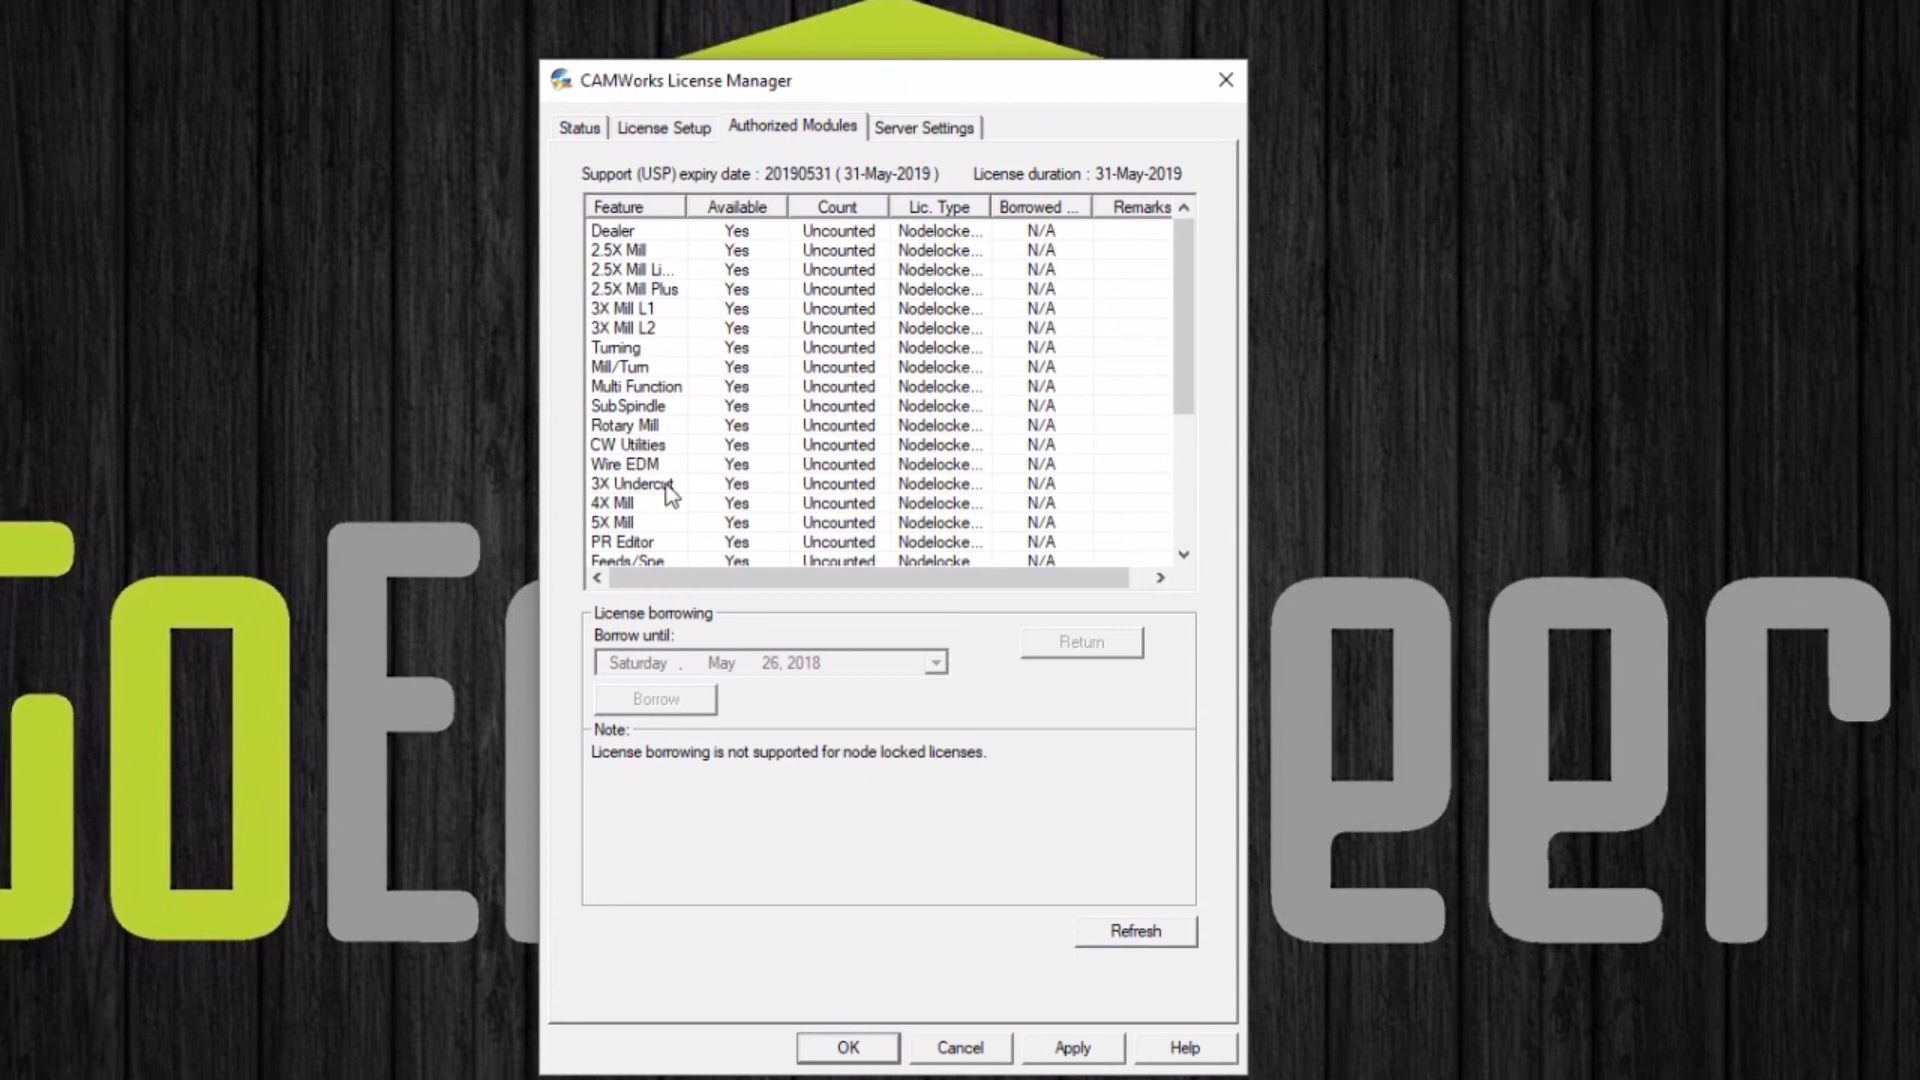 CAMWorks License Manager
Status License Setup Authorized Modules Server Settings
Support (USP) expiry date : 20190531 ( 31-May-2019 ) License duration : 31-May-2019
Feature Available Count Lic. Type Borrowed ... Remarks
Dealer Yes Uncounted Nodelocke... N/A
2.5X Mill Yes Uncounted Nodelocke... N/A
2.5X Mill Li... Yes Uncounted Nodelocke... N/A
2.5X Mill Plus Yes Uncounted Nodelocke... N/A
3X Mill L1 Yes Uncounted Nodelocke... N/A
3X Mill L2 Yes Uncounted Nodelocke... N/A
Turning Yes Uncounted Nodelocke... N/A
Mill/Turn Yes Uncounted Nodelocke... N/A
Multi Function Yes Uncounted Nodelocke... N/A
SubSpindle Yes Uncounted Nodelocke... N/A
Rotary Mill Yes Uncounted Nodelocke... N/A
CW Utilities Yes Uncounted Nodelocke... N/A
Wire EDM Yes Uncounted Nodelocke... N/A
3X Undercut Yes Uncounted Nodelocke... N/A
4X Mill Yes Uncounted Nodelocke... N/A
5X Mill Yes Uncounted Nodelocke... N/A
PR Editor Yes Uncounted Nodelocke... N/A
Feeds/Spe... Yes Uncounted Nodelocke... N/A
License borrowing
Borrow until:
Saturday , May 26, 2018
Return
Borrow
Note:
License borrowing is not supported for node locked licenses.
Refresh
OK Cancel Apply Help
GoE eer